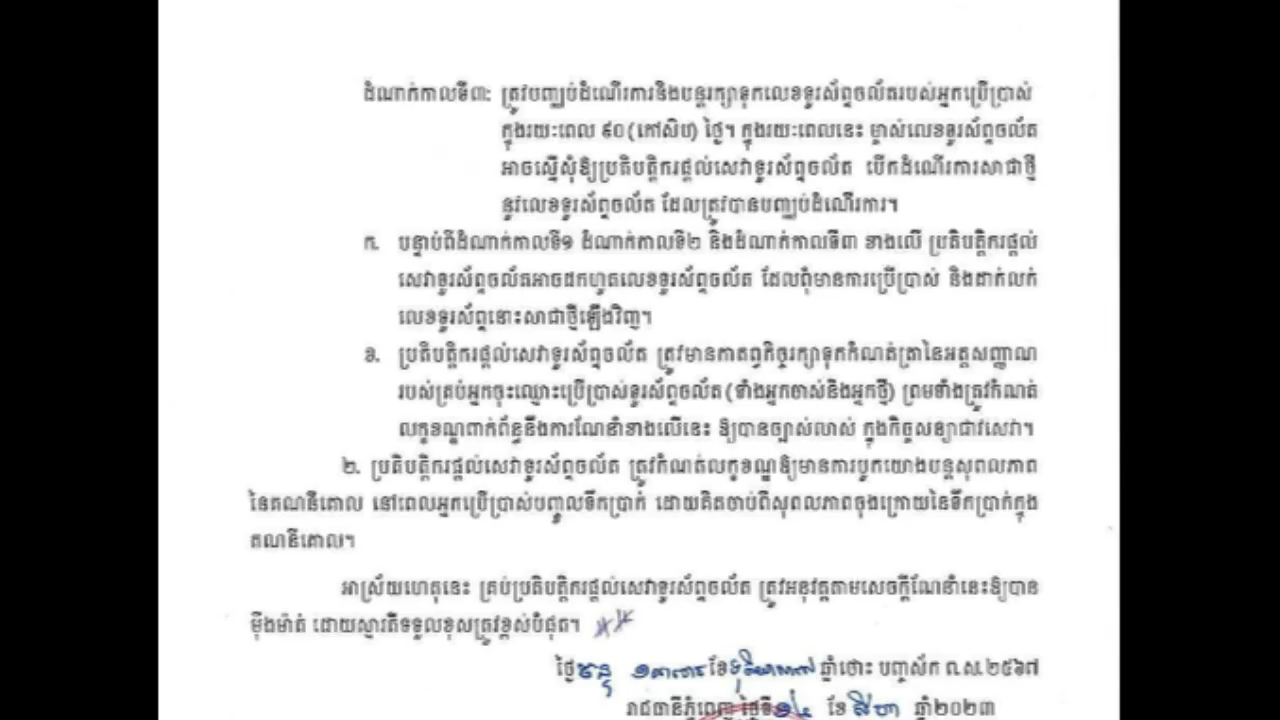 ដំណាក់កាលទី៣: ត្រូវបញ្ឈប់ដំណើរការនិងបន្តរក្សាទុកលេខទូរស័ព្ទចល័តរបស់អ្នកប្រើប្រាស់
ក្នុងរយៈពេល ៩០(កៅសិប) ថ្ងៃ។ ក្នុងរយៈពេលនេះ ម្ចាស់លេខទូរស័ព្ទចល័ត
អាចស្នើសុំឱ្យប្រតិបត្តិករផ្តល់សេវាទូរស័ព្ទចល័ត បើកដំណើរការសាជាថ្មី
នូវលេខទូរស័ព្ទចល័ត ដែលត្រូវបានបញ្ឈប់ដំណើរការ។
ក. បន្ទាប់ពីដំណាក់កាលទី១ ដំណាក់កាលទី២ និងដំណាក់កាលទី៣ ខាងលើ ប្រតិបត្តិករផ្តល់
សេវាទូរស័ព្ទចល័តអាចដកហូតលេខទូរស័ព្ទចល័ត ដែលពុំមានការប្រើប្រាស់ និងដាក់លក់
លេខទូរស័ព្ទនោះសាជាថ្មីឡើងវិញ។
ខ. ប្រតិបត្តិករផ្តល់សេវាទូរស័ព្ទចល័ត ត្រូវមានកាតព្វកិច្ចរក្សាទុកកំណត់ត្រានៃអត្តសញ្ញាណ
របស់គ្រប់អ្នកចុះឈ្មោះប្រើប្រាស់ទូរស័ព្ទចល័ត(ទាំងអ្នកចាស់និងអ្នកថ្មី) ព្រមទាំងត្រូវកំណត់
លក្ខខណ្ឌពាក់ព័ន្ធនឹងការណែនាំខាងលើនេះ ឱ្យបានច្បាស់លាស់ ក្នុងកិច្ចសន្យាជាវសេវា។
២. ប្រតិបត្តិករផ្តល់សេវាទូរស័ព្ទចល័ត ត្រូវកំណត់លក្ខខណ្ឌឱ្យមានការបូកយោងបន្តសុពលភាព
នៃគណនីគោល នៅពេលអ្នកប្រើប្រាស់បញ្ចូលទឹកប្រាក់ ដោយគិតចាប់ពីសុពលភាពចុងក្រោយនៃទឹកប្រាក់ក្នុង
គណនីគោល។
អាស្រ័យហេតុនេះ គ្រប់ប្រតិបត្តិករផ្តល់សេវាទូរស័ព្ទចល័ត ត្រូវអនុវត្តតាមសេចក្តីណែនាំនេះឱ្យបាន
ម៉ឺងម៉ាត់ ដោយស្មារតីទទួលខុសត្រូវខ្ពស់បំផុត។
ថ្ងៃចន្ទ ១៣រោច ខែទុតិយាសាឍ ឆ្នាំថោះ បញ្ចស័ក ព.ស.២៥៦៧
រាជធានីភ្នំពេញ ថ្ងៃទី១៤ ខែ សីហា ឆ្នាំ២០២៣